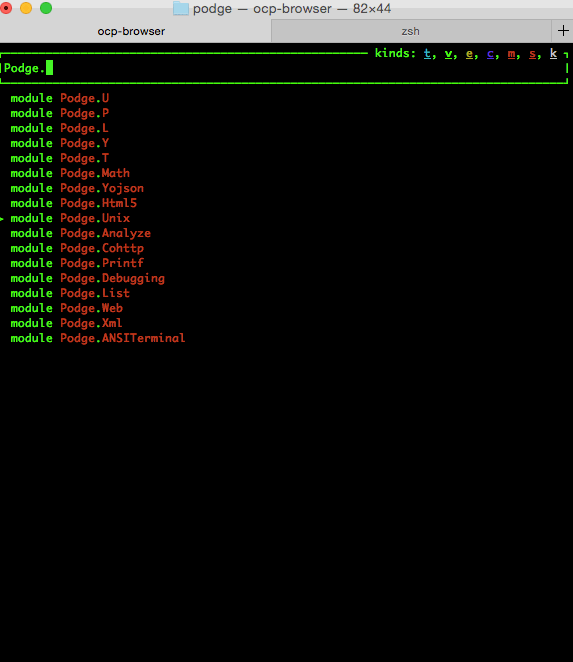 podge — ocp-browser — 82×44
ocp-browser zsh +
kinds: t, v, e, c, m, s, k
Podge.
module Podge.U
module Podge.P
module Podge.L
module Podge.Y
module Podge.T
module Podge.Math
module Podge.Yojson
module Podge.Html5
module Podge.Unix
module Podge.Analyze
module Podge.Cohttp
module Podge.Printf
module Podge.Debugging
module Podge.List
module Podge.Web
module Podge.Xml
module Podge.ANSITerminal